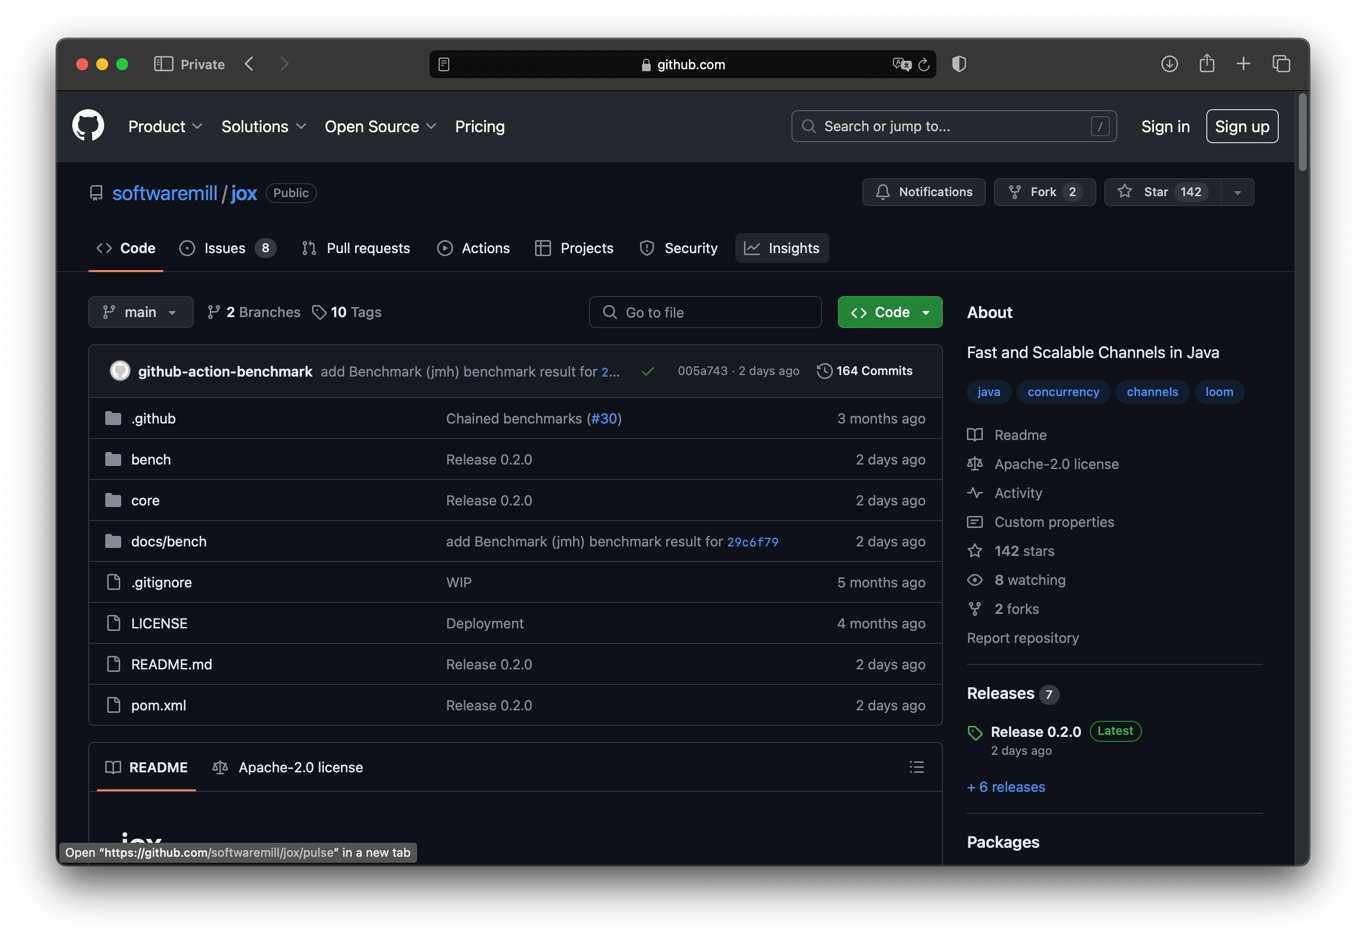 Private
github.com
Product Solutions Open Source Pricing
Search or jump to... /
Sign in Sign up
softwaremill / jox Public
Notifications Fork 2 Star 142
Code Issues 8 Pull requests Actions Projects Security Insights
main 2 Branches 10 Tags
Go to file
Code
github-action-benchmark add Benchmark (jmh) benchmark result for 2... 005a743 · 2 days ago 164 Commits
.github Chained benchmarks (#30) 3 months ago
bench Release 0.2.0 2 days ago
core Release 0.2.0 2 days ago
docs/bench add Benchmark (jmh) benchmark result for 29c6f79 2 days ago
.gitignore WIP 5 months ago
LICENSE Deployment 4 months ago
README.md Release 0.2.0 2 days ago
pom.xml Release 0.2.0 2 days ago
README Apache-2.0 license
jox
Open “https://github.com/softwaremill/jox/pulse” in a new tab
About
Fast and Scalable Channels in Java
java concurrency channels loom
Readme
Apache-2.0 license
Activity
Custom properties
142 stars
8 watching
2 forks
Report repository
Releases 7
Release 0.2.0 Latest
2 days ago
+ 6 releases
Packages